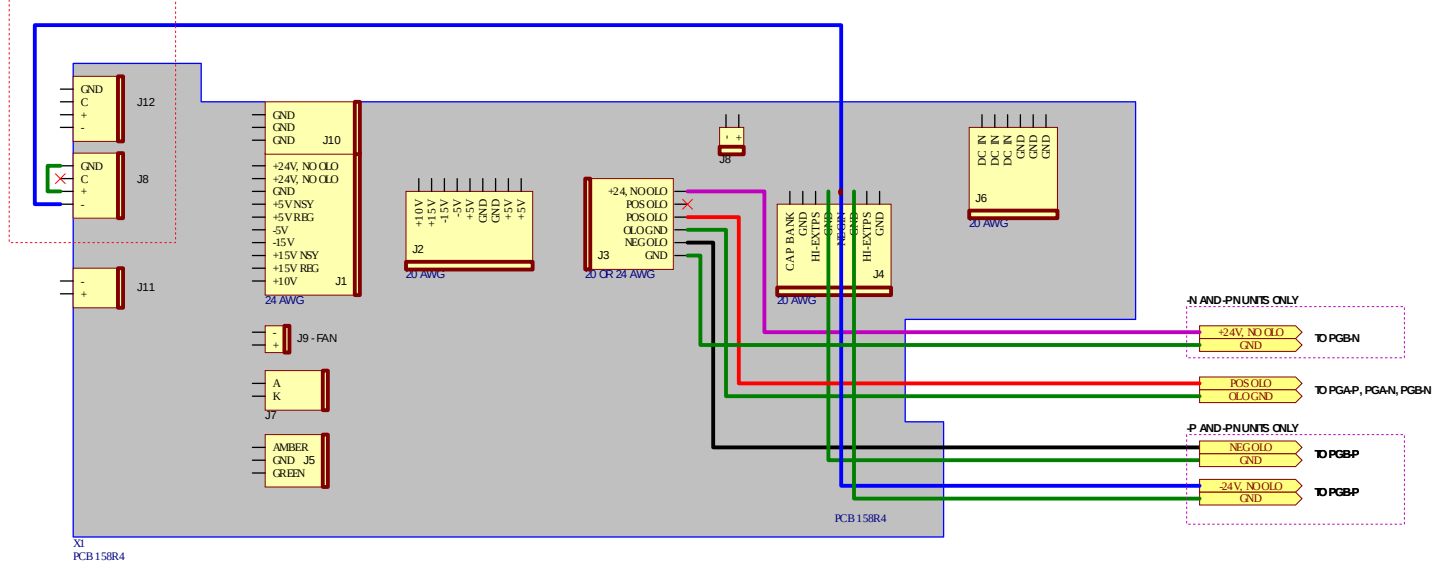 GND
C
+
-
J12
GND
C
+
-
J8
-
+
J11
GND
GND
GND
J10
+24V, NO OLO
+24V, NO OLO
GND
+5V NSY
+5V REG
-5V
-15V
+15V NSY
+15V REG
+10V
J1
24 AWG
-
+
J9 - FAN
A
K
J7
AMBER
GND
GREEN
J5
+10V
+15V
-15V
-5V
+5V
GND
GND
+5V
+5V
J2
20 AWG
+24, NO OLO
POS OLO
POS OLO
OLO GND
NEG OLO
GND
J3
20 OR 24 AWG
-
+
J8
CAP BANK
GND
HI-EXTPS
GND
NEGIN
GND
HI-EXTPS
GND
J4
20 AWG
DC IN
DC IN
DC IN
GND
GND
GND
J6
20 AWG
-N AND -PN UNITS ONLY
+24V, NO OLO
GND
TO PGB-N
POS OLO
OLO GND
TO PGA-P, PGA-N, PGB-N
-P AND -PN UNITS ONLY
NEG OLO
GND
TO PGB-P
-24V, NO OLO
GND
TO PGB-P
PCB 158R4
X1
PCB 158R4